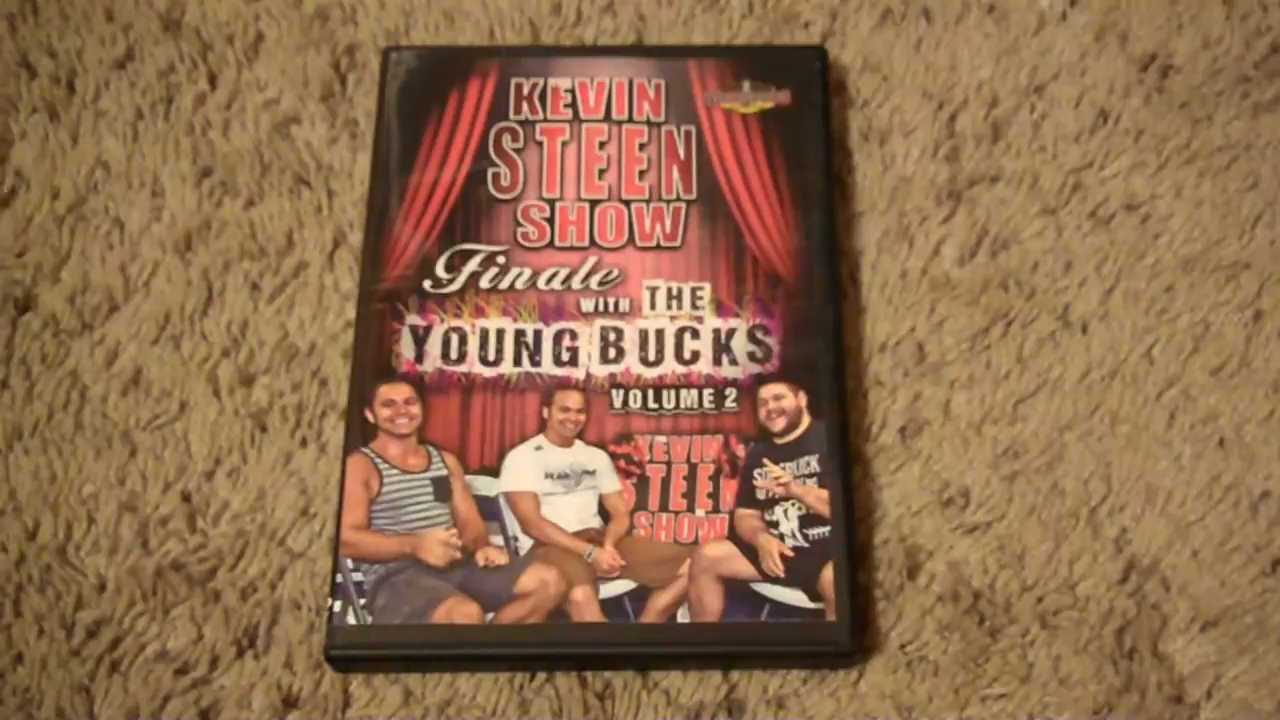 KEVIN
STEEN
SHOW
Finale
WITH THE
YOUNG BUCKS
VOLUME 2
KEVIN
STEEN
SHOW